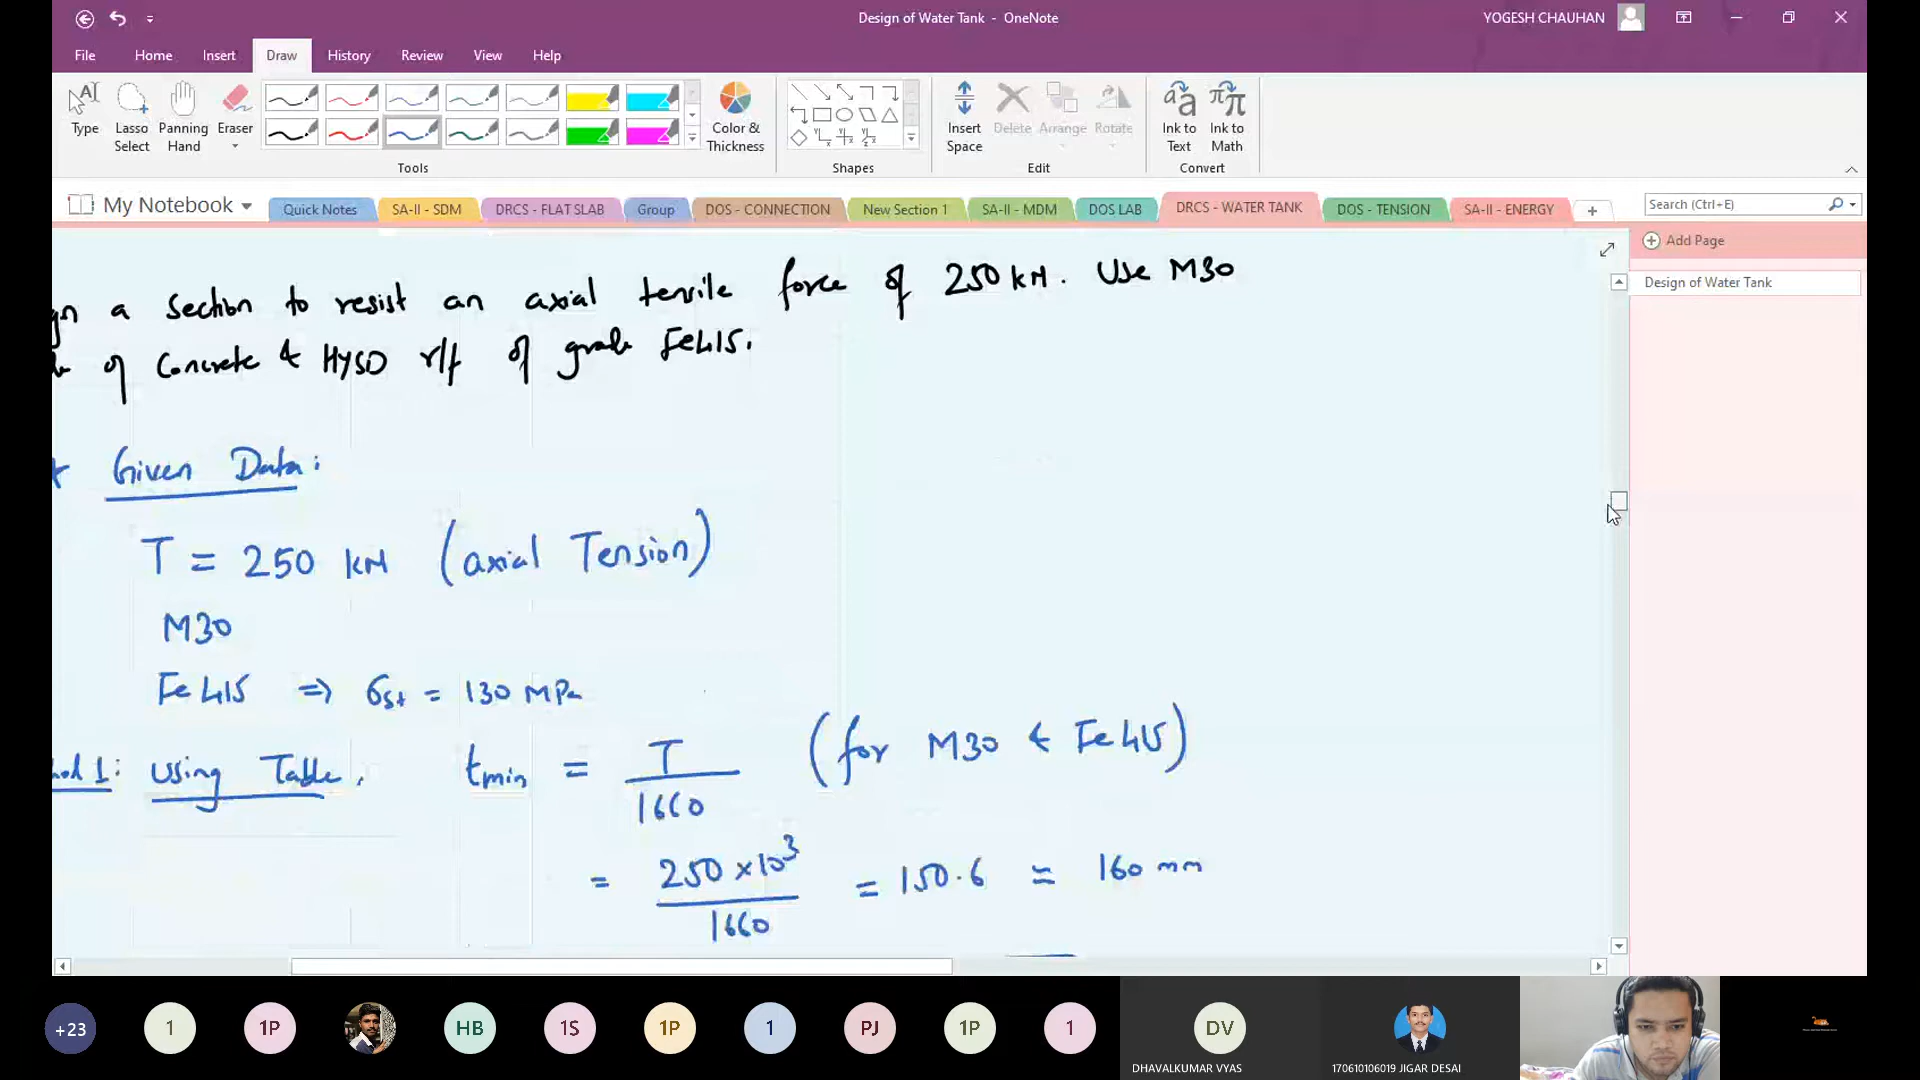 Design of Water Tank - OneNote
YOGESH CHAUHAN
File Home Insert Draw History Review View Help
Type
Lasso Select
Panning Hand
Eraser
Color & Thickness
Insert Space
Delete
Arrange
Rotate
Ink to Text
Ink to Math
Tools
Shapes
Edit
Convert
My Notebook
Quick Notes
SA-II - SDM
DRCS - FLAT SLAB
Group
DOS - CONNECTION
New Section 1
SA-II - MDM
DOS LAB
DRCS - WATER TANK
DOS - TENSION
SA-II - ENERGY
Search (Ctrl+E)
Add Page
Design of Water Tank
gn a section to resist an axial tensile force of 250 kN. Use M30
of Concrete & HYSD r/f of grade Fe415.
Given Data:
T = 250 kN (axial Tension)
M30
Fe415 ⇒ σst = 130 MPa
hod 1: Using Table. tmin = T / 1660 (for M30 & Fe415)
= 250 × 10³ / 1660 = 150.6 ≈ 160 mm
+23
1
1P
HB
1S
1P
1
PJ
1P
1
DV
DHAVALKUMAR VYAS
170610106019 JIGAR DESAI